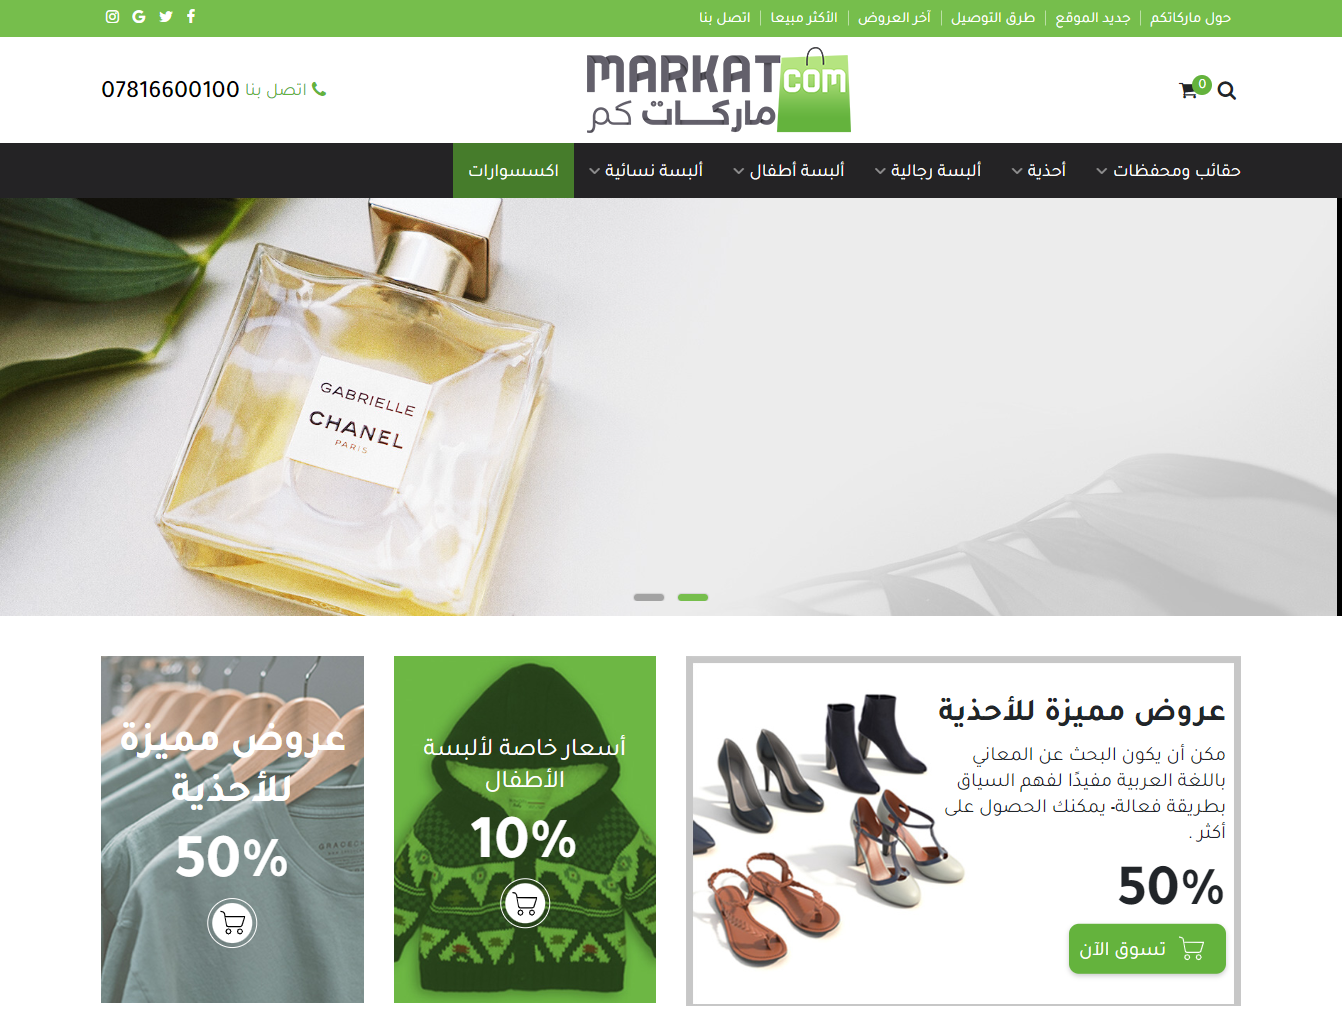 حول ماركاتكم
جديد الموقع
طرق التوصيل
آخر العروض
الأكثر مبيعا
اتصل بنا
0
MARKAT COM
ماركات كم
اتصل بنا 07816600100
حقائب ومحفظات
أحذية
ألبسة رجالية
ألبسة أطفال
ألبسة نسائية
اكسسوارات
GABRIELLE
CHANEL
PARIS
عروض مميزة للأحذية
مكن أن يكون البحث عن المعاني
باللغة العربية مفيدًا لفهم السياق
بطريقة فعالة- يمكنك الحصول على
أكثر .
50%
تسوق الآن
أسعار خاصة لألبسة
الأطفال
10%
عروض مميزة
للأحذية
50%